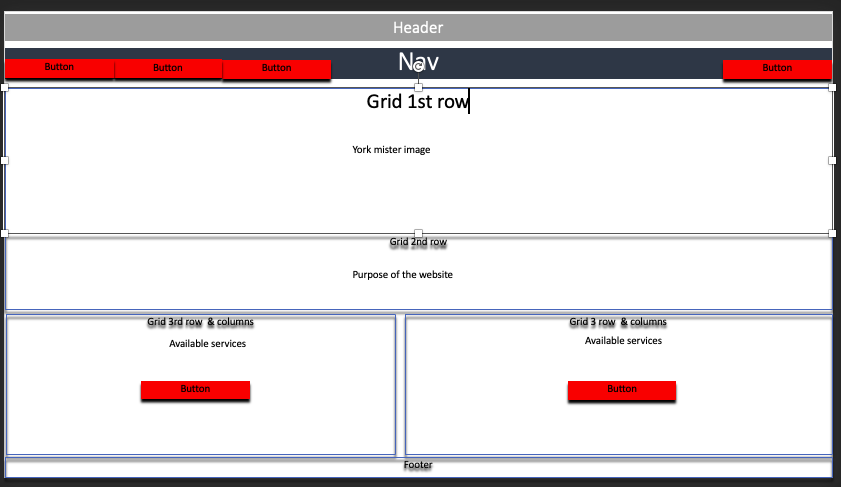 Header
Nav
Button
Button
Button
Button
Grid 1st row
York mister image
Grid 2nd row
Purpose of the website
Grid 3rd row & columns
Available services
Button
Grid 3 row & columns
Available services
Button
Footer